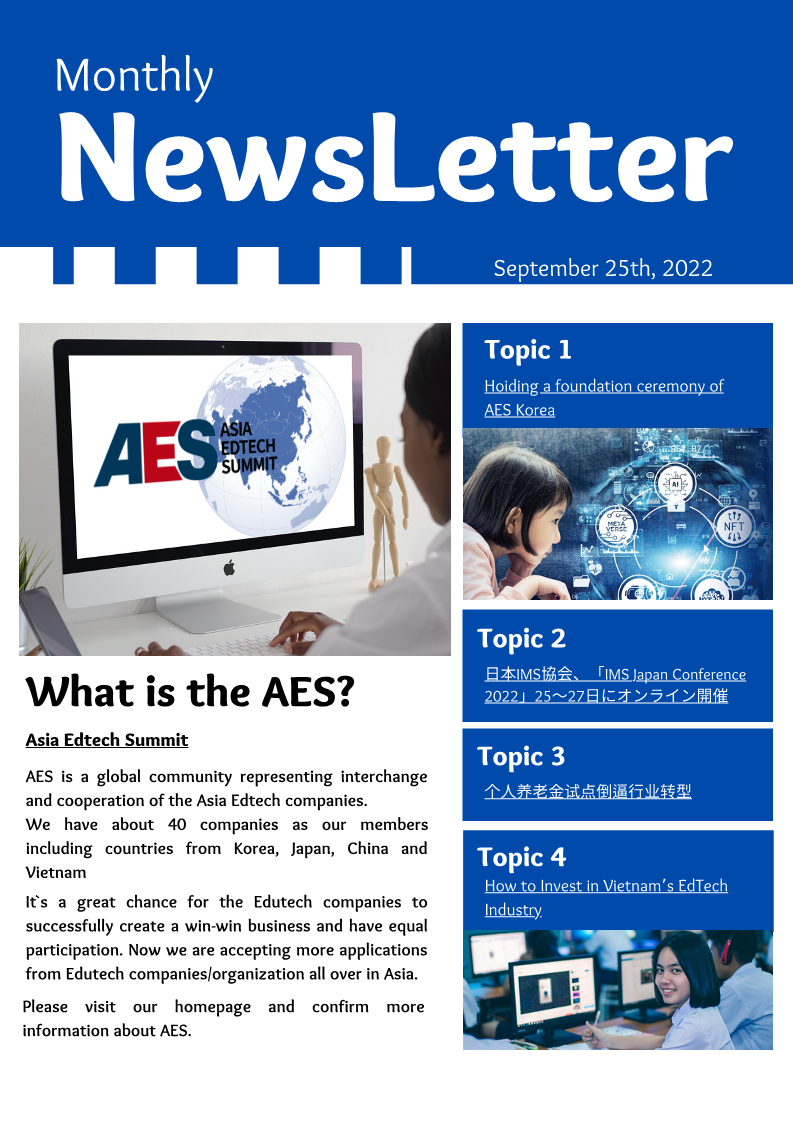 Monthly
NewsLetter
September 25th, 2022
AES ASIA
EDTECH
SUMMIT
What is the AES?
Asia Edtech Summit
AES is a global community representing interchange
and cooperation of the Asia Edtech companies.
We have about 40 companies as our members
including countries from Korea, Japan, China and
Vietnam
It`s a great chance for the Edutech companies to
successfully create a win-win business and have equal
participation. Now we are accepting more applications
from Edutech companies/organization all over in Asia.
Please visit our homepage and confirm more
information about AES.
Topic 1
Hoiding a foundation ceremony of
AES Korea
AI
META
VERSE
NFT
Topic 2
日本IMS協会、「IMS Japan Conference
2022」25〜27日にオンライン開催
Topic 3
个人养老金试点倒逼行业转型
Topic 4
How to Invest in Vietnam’s EdTech
Industry